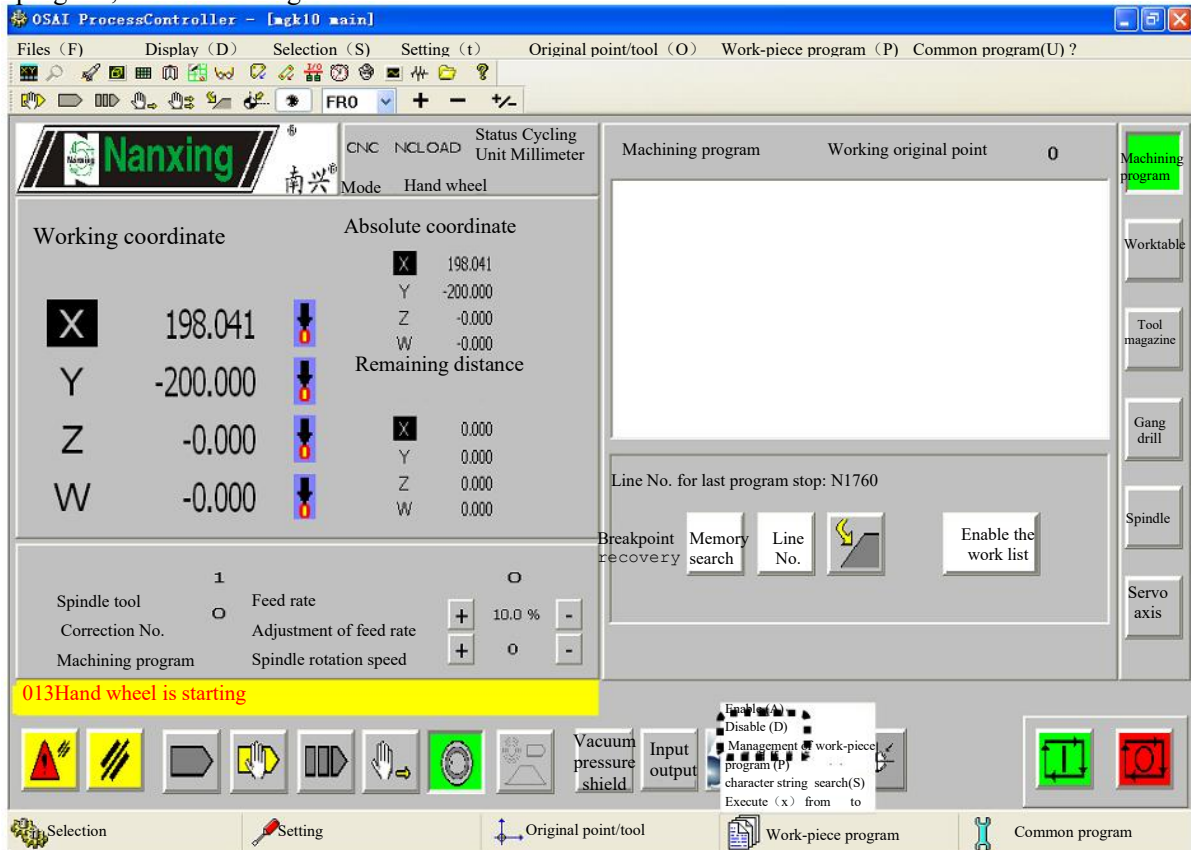 OSAI ProcessController - [mgk10 main]
Files (F) Display (D) Selection (S) Setting (t) Original point/tool (O) Work-piece program (P) Common program(U) ?
FR0 + − +/-
Nanxing
Nanxing ®
南兴®
CNC NCLOAD Status Cycling
Unit Millimeter
Mode Hand wheel
Machining program Working original point 0
Machining program
Worktable
Tool magazine
Gang drill
Spindle
Servo axis
Working coordinate
X 198.041
Y -200.000
Z -0.000
W -0.000
Absolute coordinate
X 198.041
Y -200.000
Z -0.000
W -0.000
Remaining distance
X 0.000
Y 0.000
Z 0.000
W 0.000
Line No. for last program stop: N1760
Breakpoint recovery
Memory search
Line No.
Enable the work list
1 0
Spindle tool 0 Feed rate + 10.0 % -
Correction No. Adjustment of feed rate
Machining program Spindle rotation speed + 0 -
013Hand wheel is starting
Vacuum pressure shield
Input output
Enable (A)
Disable (D)
Management of work-piece
program (P)
character string search(S)
Execute (x) from to
Selection Setting Original point/tool Work-piece program Common program